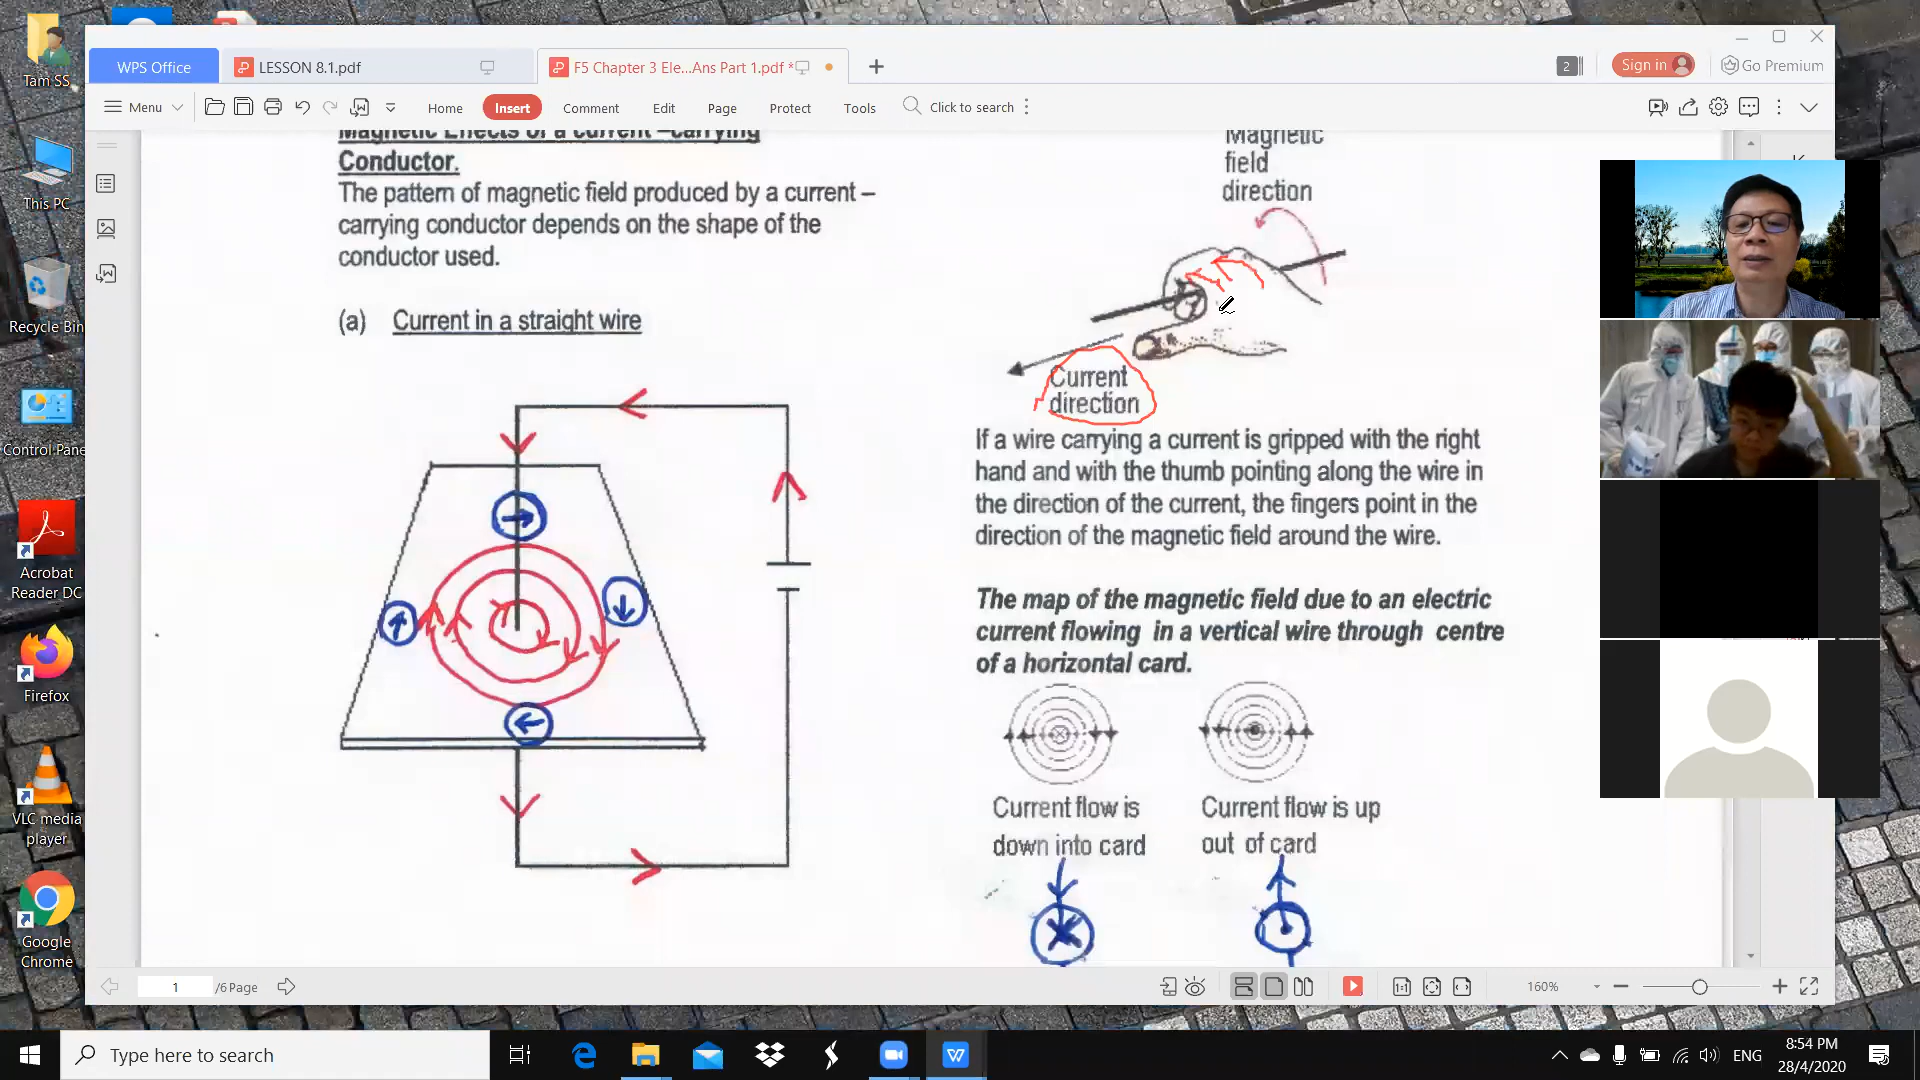 Tam SS
This PC
Recycle Bin
Control Pane
Acrobat
Reader DC
Firefox
VLC media
player
Google
Chrome
WPS Office
LESSON 8.1.pdf
F5 Chapter 3 Ele...Ans Part 1.pdf *
2
Sign in
Go Premium
Menu
Home
Insert
Comment
Edit
Page
Protect
Tools
Click to search
Magnetic Effects of a current –carrying
Conductor.
The pattern of magnetic field produced by a current –
carrying conductor depends on the shape of the
conductor used.
(a) Current in a straight wire
Magnetic
field
direction
Current
direction
If a wire carrying a current is gripped with the right
hand and with the thumb pointing along the wire in
the direction of the current, the fingers point in the
direction of the magnetic field around the wire.
The map of the magnetic field due to an electric
current flowing in a vertical wire through centre
of a horizontal card.
Current flow is
down into card
Current flow is up
out of card
1
/6 Page
160%
Type here to search
ENG
8:54 PM
28/4/2020